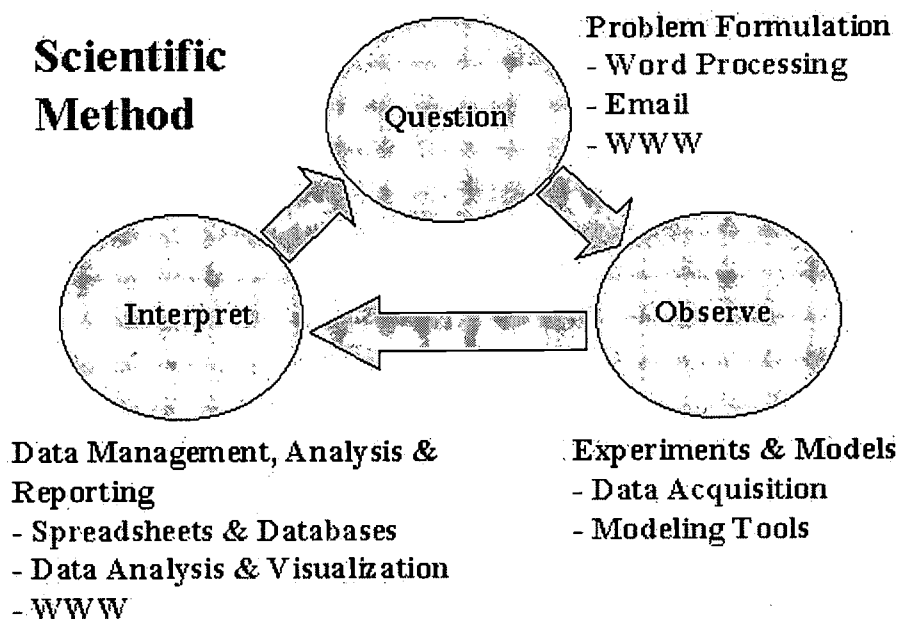 Scientific
Method
Question
Problem Formulation
- Word Processing
- Email
- WWW
Interpret
Observe
Data Management, Analysis &
Reporting
- Spreadsheets & Databases
- Data Analysis & Visualization
- WWW
Experiments & Models
- Data Acquisition
- Modeling Tools